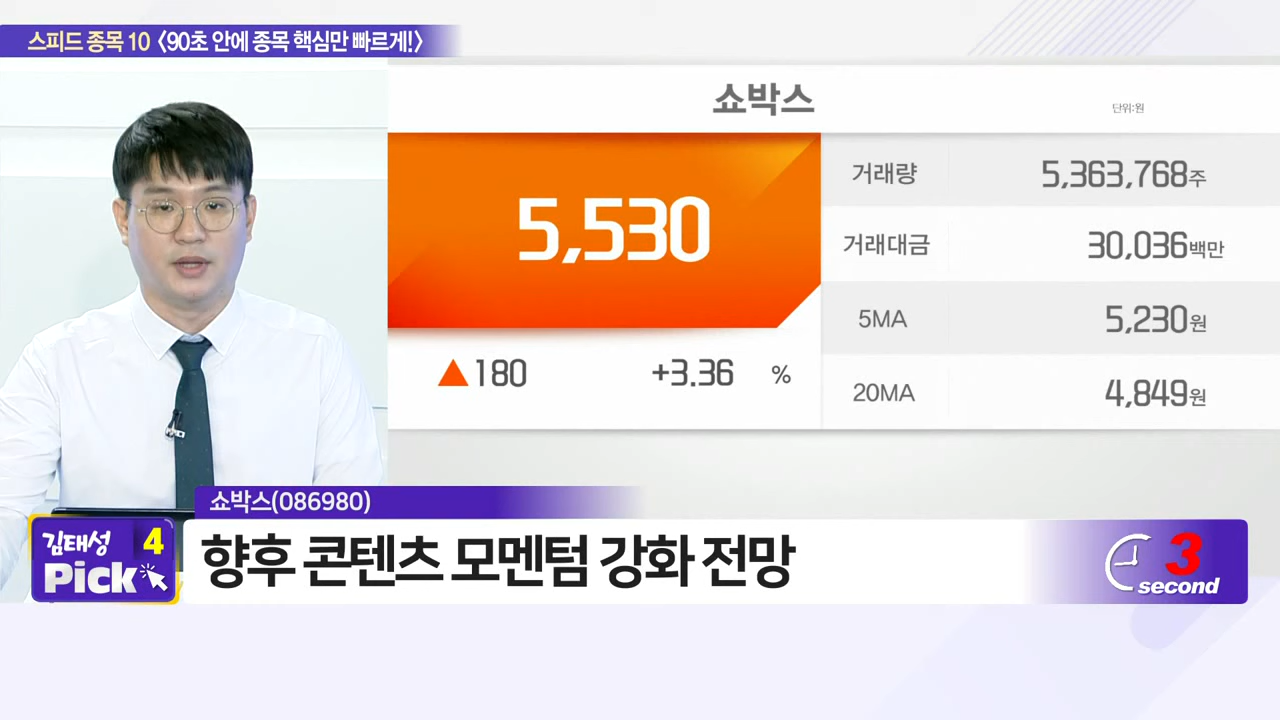 스피드 종목 10 <90초 안에 종목 핵심만 빠르게!>
쇼박스
단위:원
5,530
▲180 +3.36 %
거래량 5,363,768주
거래대금 30,036백만
5MA 5,230원
20MA 4,849원
쇼박스(086980)
김태성 4
Pick
향후 콘텐츠 모멘텀 강화 전망
3
second